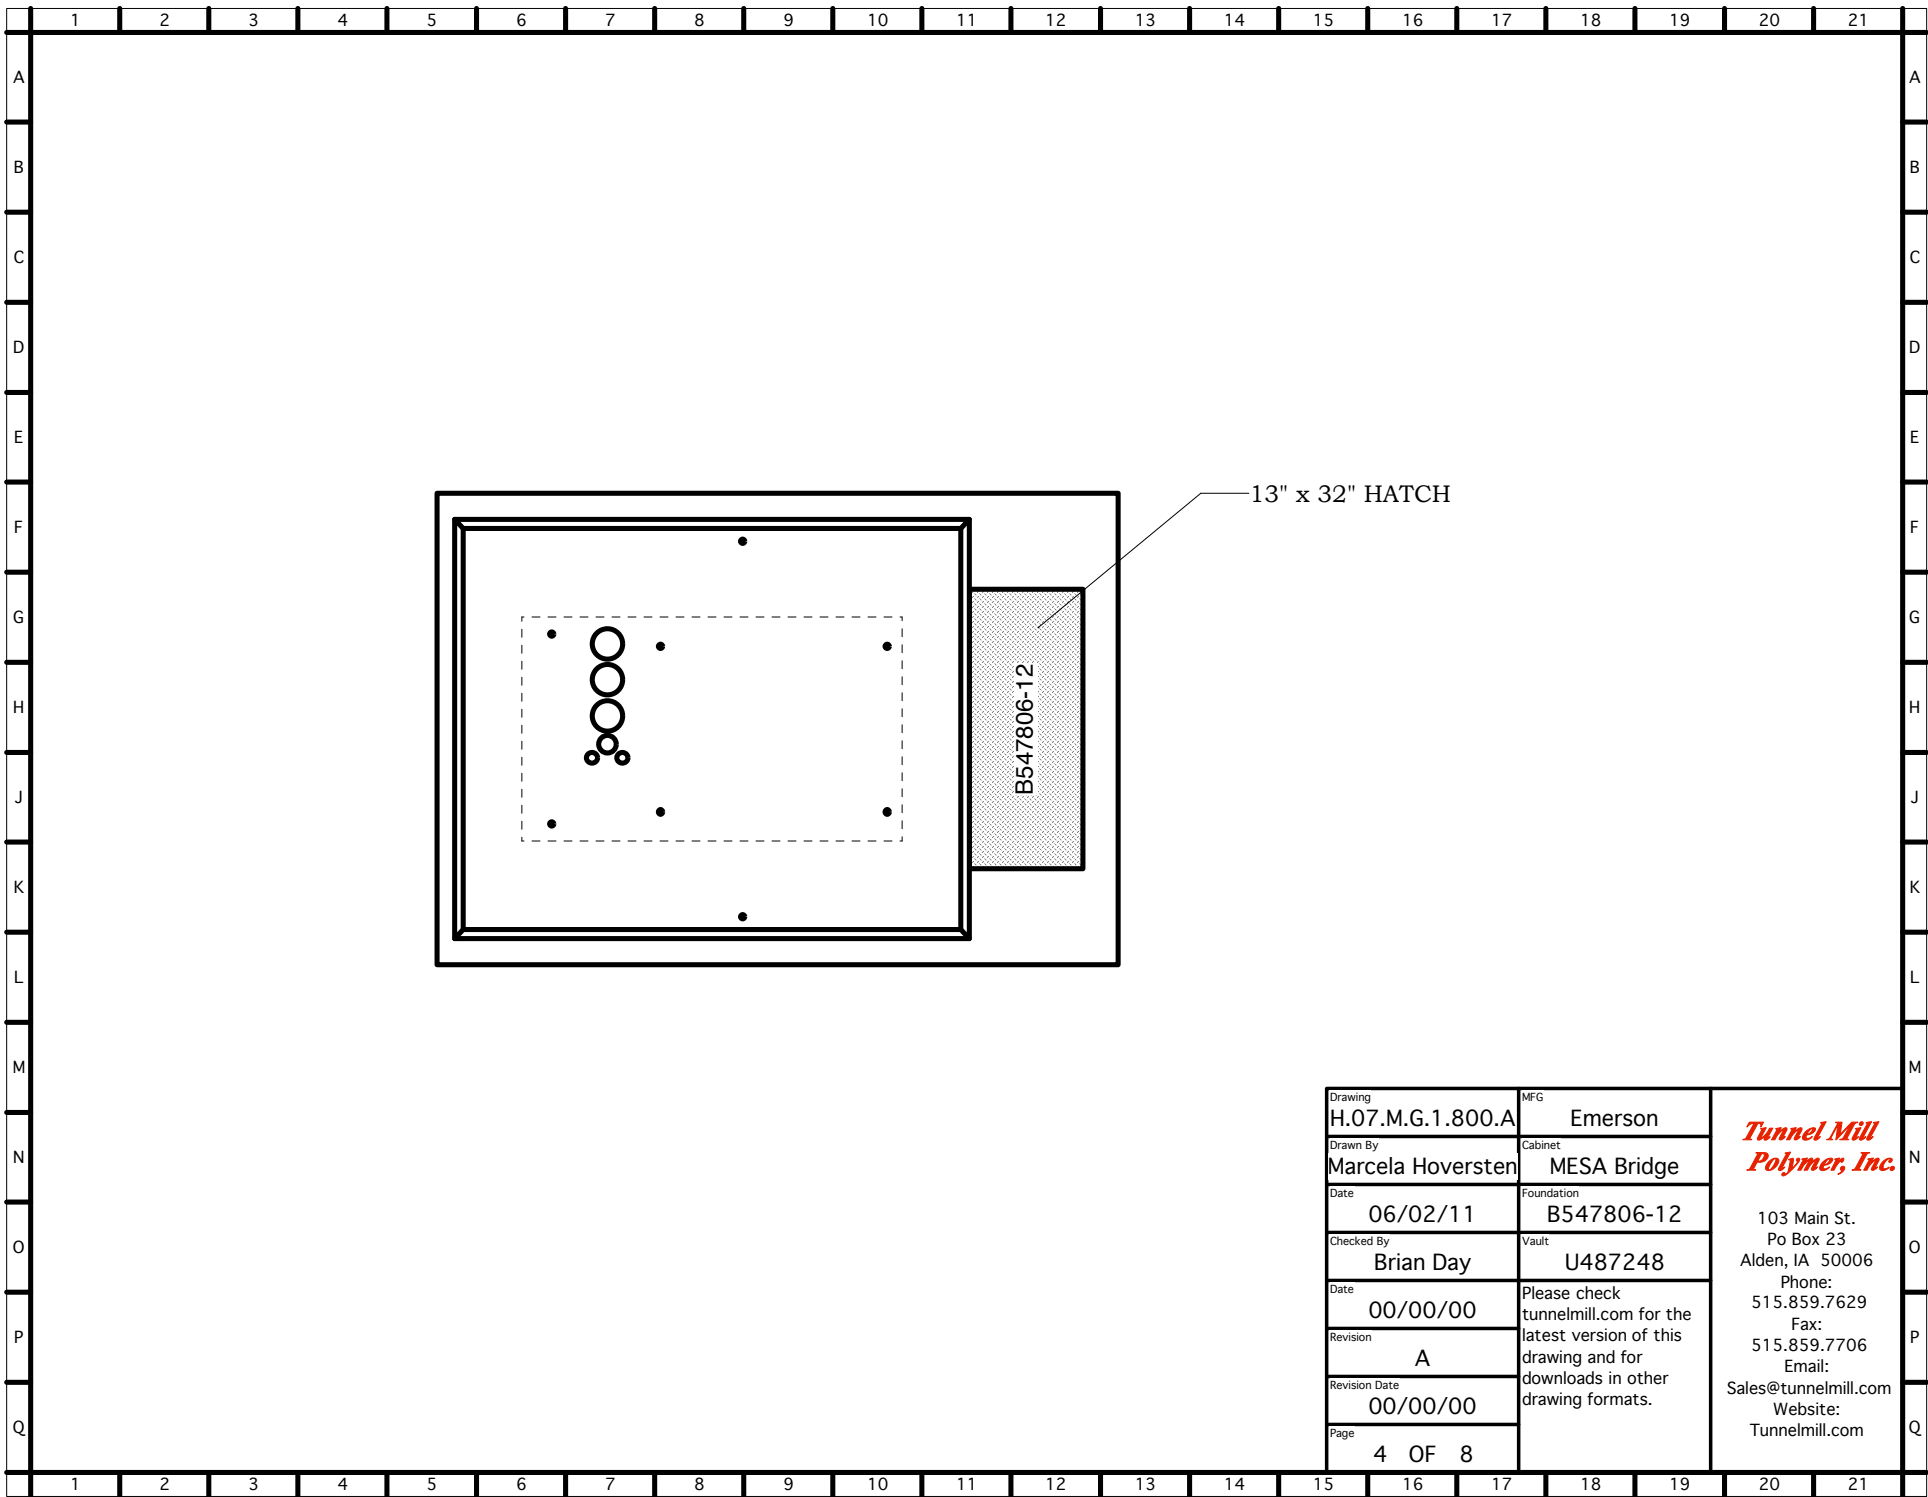 1 2 3 4 5 6 7 8 9 10 11 12 13 14 15 16 17 18 19 20 21
A A
B B
C C
D D
E E
F F
G G
H H
J J
K K
L L
M M
N N
O O
P P
Q Q
13" x 32" HATCH
B547806-12
Drawing
H.07.M.G.1.800.A
MFG
Emerson
Drawn By
Marcela Hoversten
Cabinet
MESA Bridge
Date
06/02/11
Foundation
B547806-12
Checked By
Brian Day
Vault
U487248
Date
00/00/00
Revision
A
Revision Date
00/00/00
Page
4 OF 8
Please check
tunnelmill.com for the
latest version of this
drawing and for
downloads in other
drawing formats.
Tunnel Mill
Polymer, Inc.
103 Main St.
Po Box 23
Alden, IA 50006
Phone:
515.859.7629
Fax:
515.859.7706
Email:
Sales@tunnelmill.com
Website:
Tunnelmill.com
1 2 3 4 5 6 7 8 9 10 11 12 13 14 15 16 17 18 19 20 21